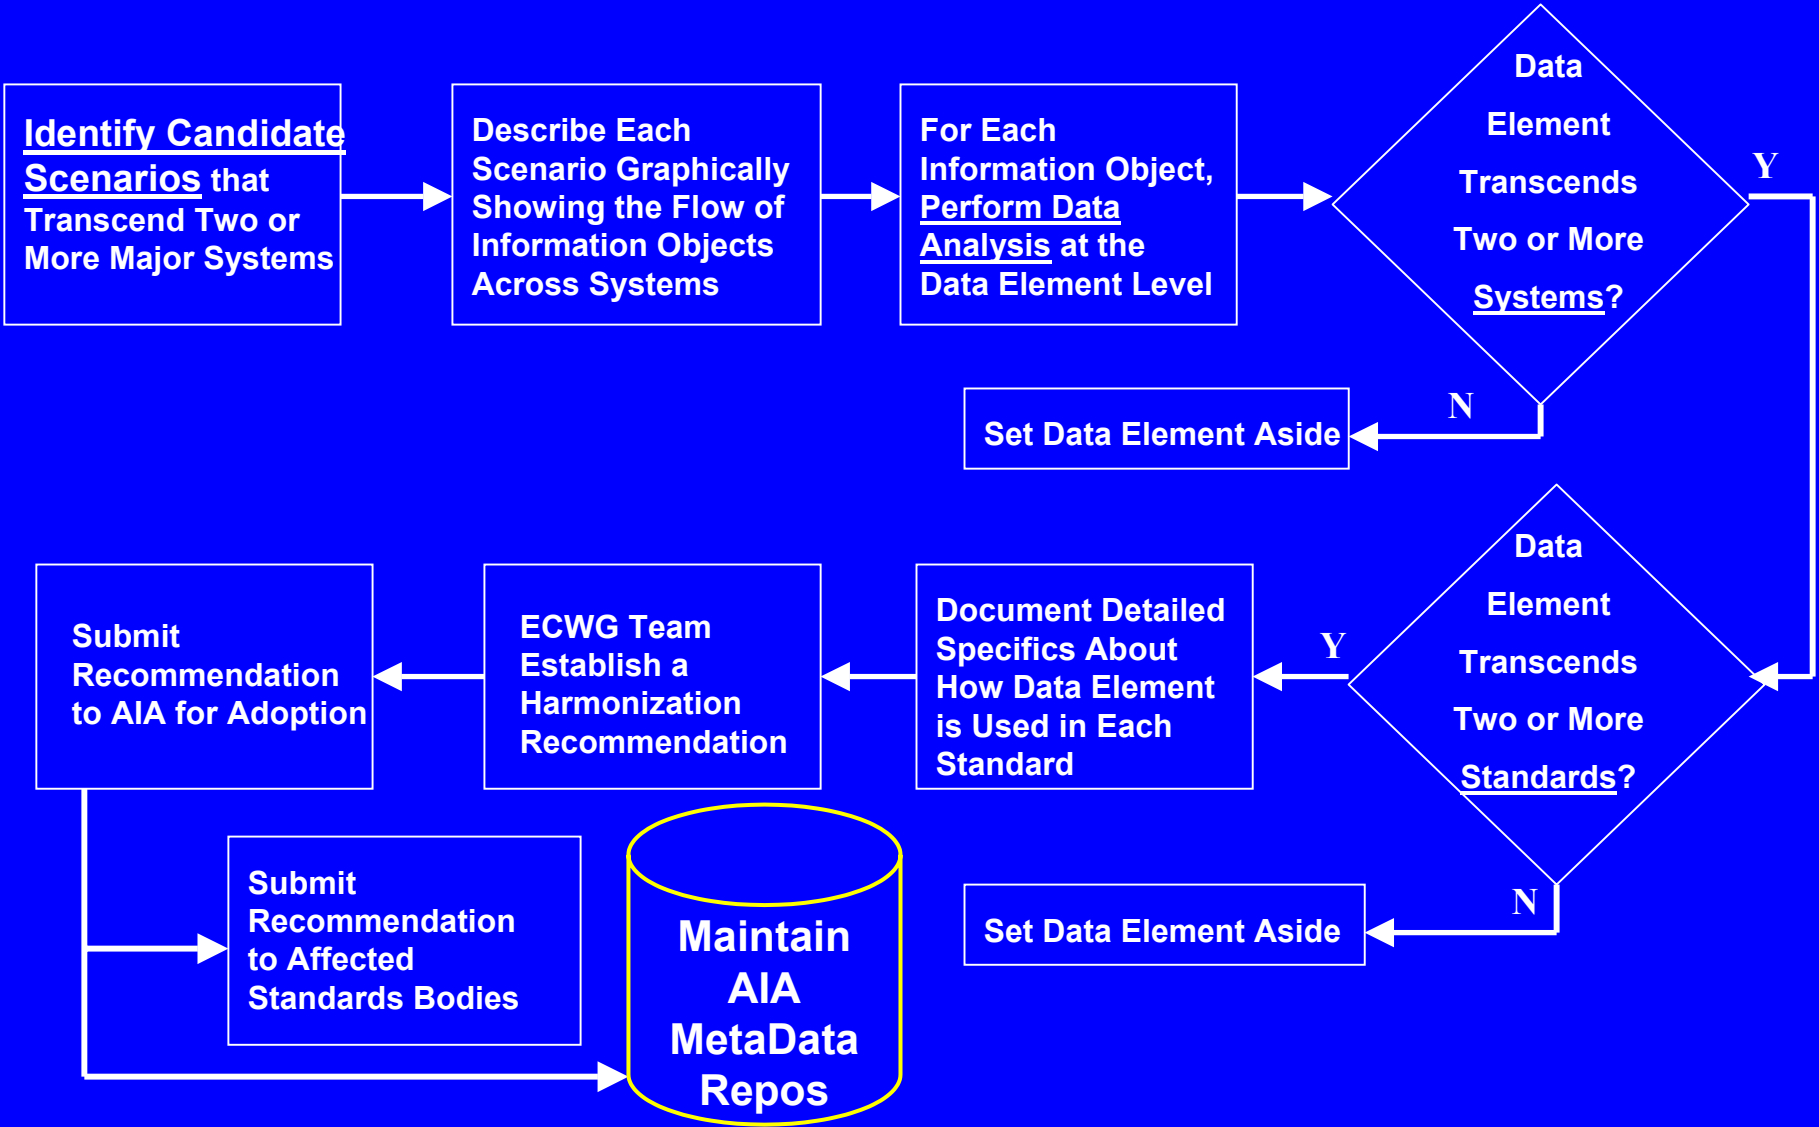 Identify Candidate
Scenarios that
Transcend Two or
More Major Systems
Describe Each
Scenario Graphically
Showing the Flow of
Information Objects
Across Systems
For Each
Information Object,
Perform Data
Analysis at the
Data Element Level
Data
Element
Transcends
Two or More
Systems?
Y
N
Set Data Element Aside
Data
Element
Transcends
Two or More
Standards?
Y
N
Set Data Element Aside
Document Detailed
Specifics About
How Data Element
is Used in Each
Standard
ECWG Team
Establish a
Harmonization
Recommendation
Submit
Recommendation
to AIA for Adoption
Submit
Recommendation
to Affected
Standards Bodies
Maintain
AIA
MetaData
Repos